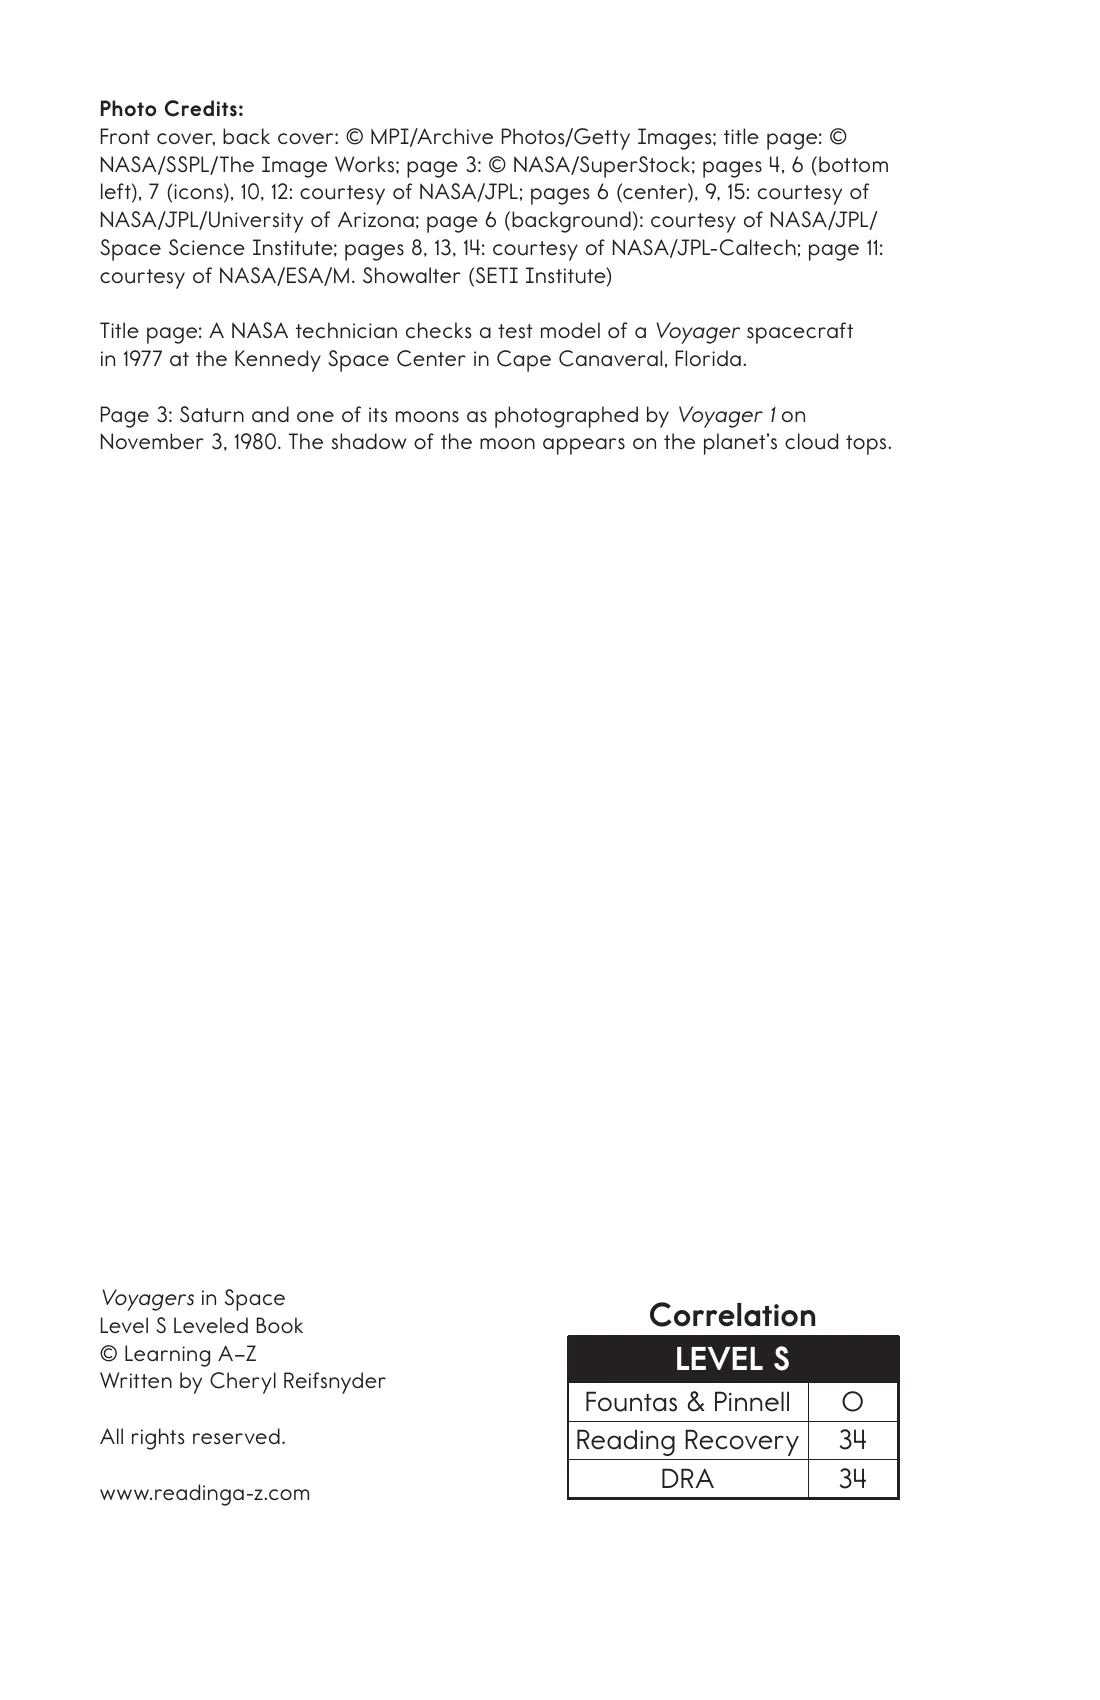 Photo Credits:
Front cover, back cover: © MPI/Archive Photos/Getty Images; title page: ©
NASA/SSPL/The Image Works; page 3: © NASA/SuperStock; pages 4, 6 (bottom
left), 7 (icons), 10, 12: courtesy of NASA/JPL; pages 6 (center), 9, 15: courtesy of
NASA/JPL/University of Arizona; page 6 (background): courtesy of NASA/JPL/
Space Science Institute; pages 8, 13, 14: courtesy of NASA/JPL-Caltech; page 11:
courtesy of NASA/ESA/M. Showalter (SETI Institute)
Title page: A NASA technician checks a test model of a Voyager spacecraft
in 1977 at the Kennedy Space Center in Cape Canaveral, Florida.
Page 3: Saturn and one of its moons as photographed by Voyager 1 on
November 3, 1980. The shadow of the moon appears on the planet's cloud tops.
Voyagers in Space
Level S Leveled Book
© Learning A–Z
Written by Cheryl Reifsnyder
All rights reserved.
www.readinga-z.com
Correlation
LEVEL S
Fountas & Pinnell O
Reading Recovery 34
DRA 34